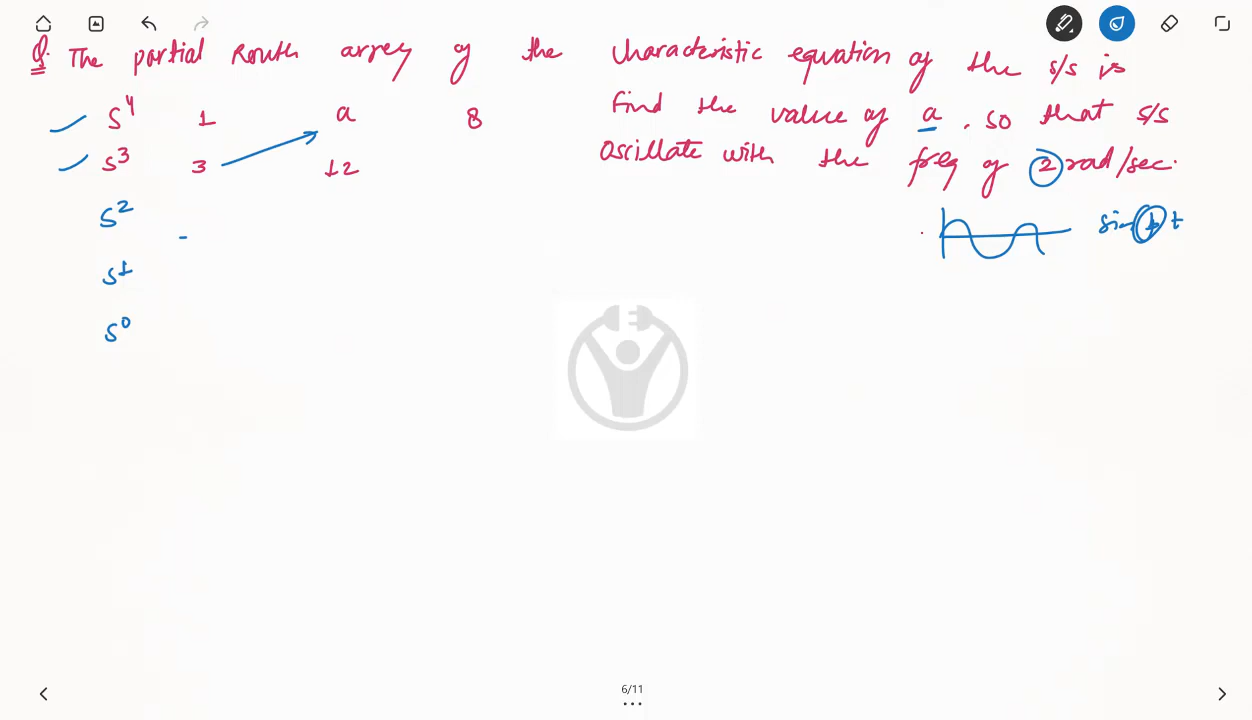 Q. The partial Routh array of the characteristic equation of the s/s is
S⁴ 1 a 8 Find the value of a. so that s/s
S³ 3 12 Oscillate with the freq of 2 rad/sec.
S²
S¹
S⁰
6/11